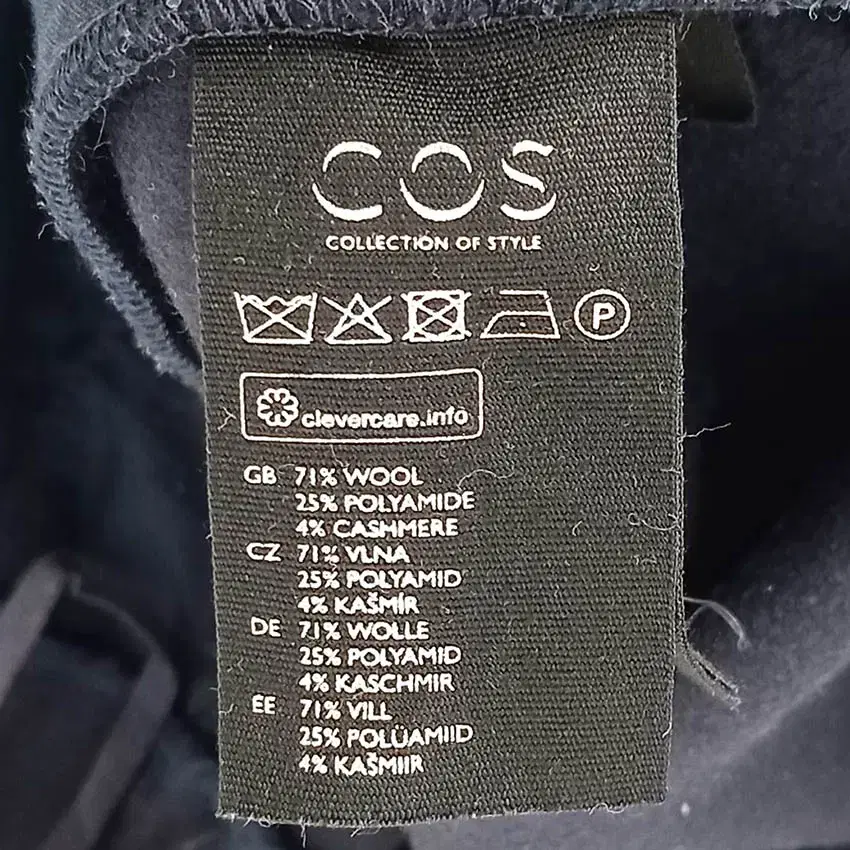 COS
COLLECTION OF STYLE
P
clevercare.info
GB 71% WOOL
25% POLYAMIDE
4% CASHMERE
CZ 71% VLNA
25% POLYAMID
4% KAŠMÍR
DE 71% WOLLE
25% POLYAMID
4% KASCHMIR
EE 71% VILL
25% POLÜAMIID
4% KAŠMIIR